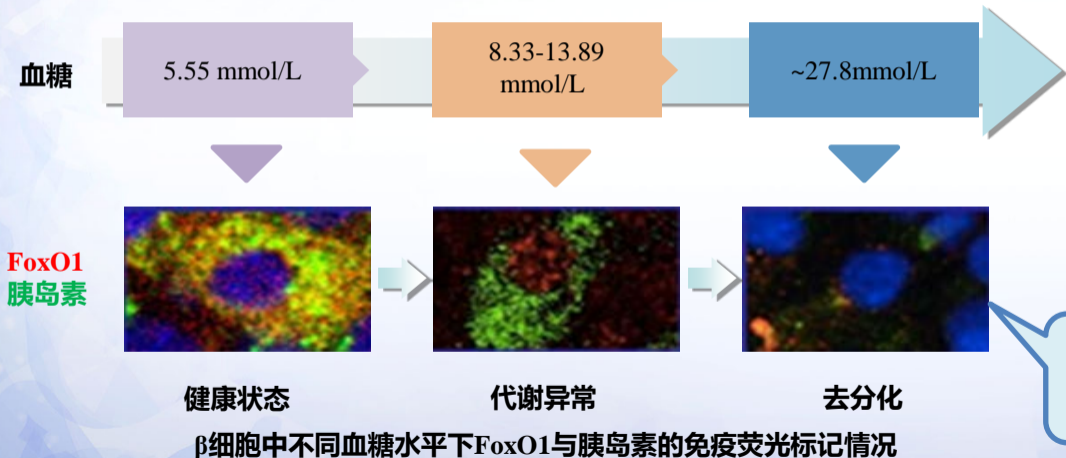 血糖
5.55 mmol/L
8.33-13.89
mmol/L
~27.8mmol/L
FoxO1
胰岛素
健康状态
代谢异常
去分化
β细胞中不同血糖水平下FoxO1与胰岛素的免疫荧光标记情况